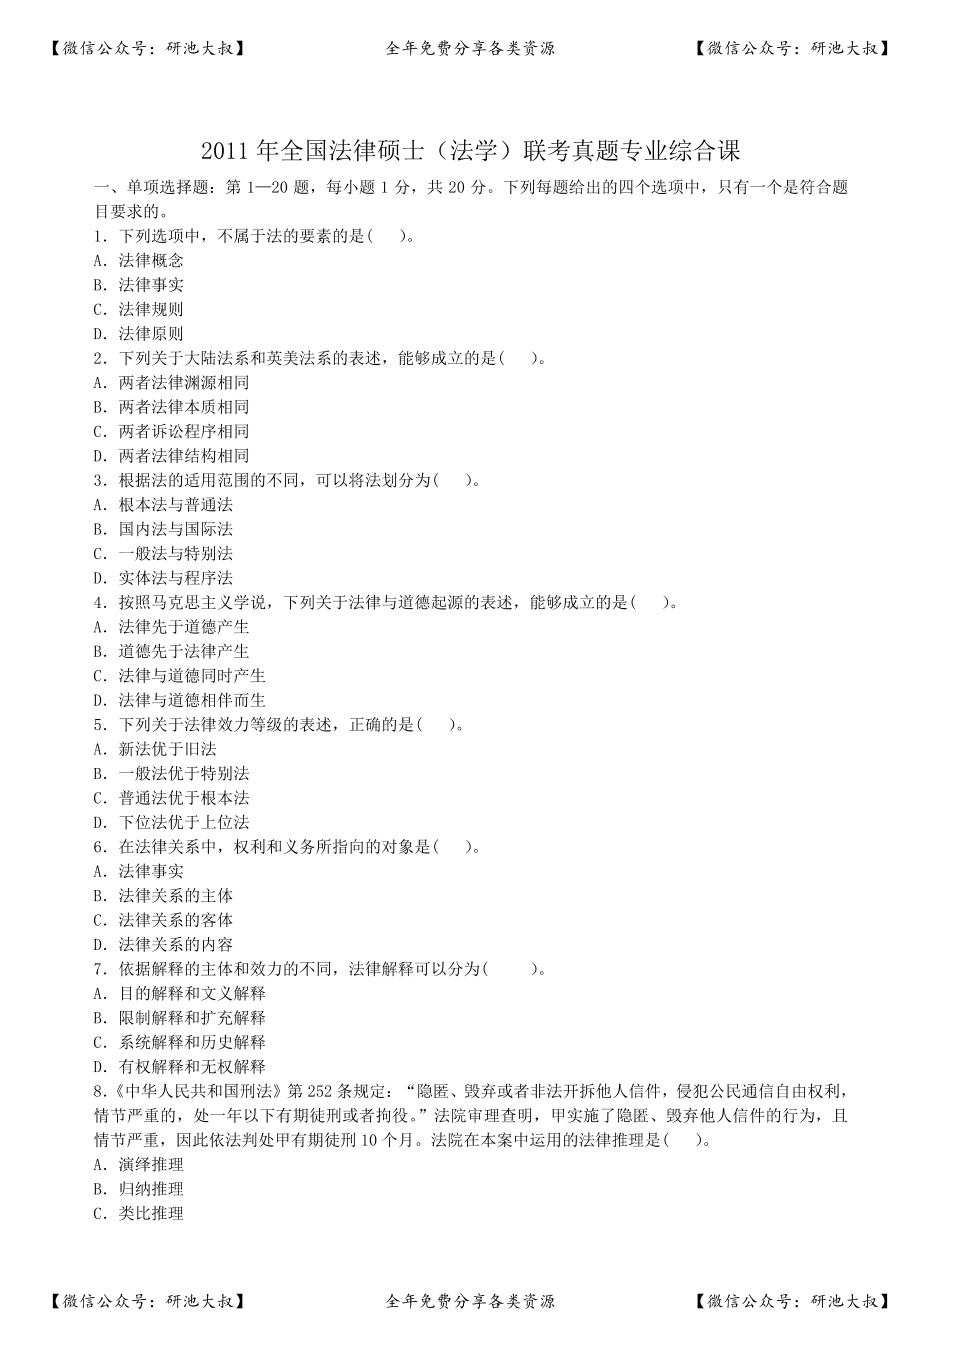 【微信公众号：研池大叔】 全年免费分享各类资源 【微信公众号：研池大叔】
2011 年全国法律硕士（法学）联考真题专业综合课
一、单项选择题：第 1—20 题，每小题 1 分，共 20 分。下列每题给出的四个选项中，只有一个是符合题
目要求的。
1．下列选项中，不属于法的要素的是(   )。
A．法律概念
B．法律事实
C．法律规则
D．法律原则
2．下列关于大陆法系和英美法系的表述，能够成立的是(   )。
A．两者法律渊源相同
B．两者法律本质相同
C．两者诉讼程序相同
D．两者法律结构相同
3．根据法的适用范围的不同，可以将法划分为(   )。
A．根本法与普通法
B．国内法与国际法
C．一般法与特别法
D．实体法与程序法
4．按照马克思主义学说，下列关于法律与道德起源的表述，能够成立的是(   )。
A．法律先于道德产生
B．道德先于法律产生
C．法律与道德同时产生
D．法律与道德相伴而生
5．下列关于法律效力等级的表述，正确的是(   )。
A．新法优于旧法
B．一般法优于特别法
C．普通法优于根本法
D．下位法优于上位法
6．在法律关系中，权利和义务所指向的对象是(   )。
A．法律事实
B．法律关系的主体
C．法律关系的客体
D．法律关系的内容
7．依据解释的主体和效力的不同，法律解释可以分为(     )。
A．目的解释和文义解释
B．限制解释和扩充解释
C．系统解释和历史解释
D．有权解释和无权解释
8.《中华人民共和国刑法》第 252 条规定：“隐匿、毁弃或者非法开拆他人信件，侵犯公民通信自由权利，
情节严重的，处一年以下有期徒刑或者拘役。”法院审理查明，甲实施了隐匿、毁弃他人信件的行为，且
情节严重，因此依法判处甲有期徒刑 10 个月。法院在本案中运用的法律推理是(   )。
A．演绎推理
B．归纳推理
C．类比推理
【微信公众号：研池大叔】 全年免费分享各类资源 【微信公众号：研池大叔】